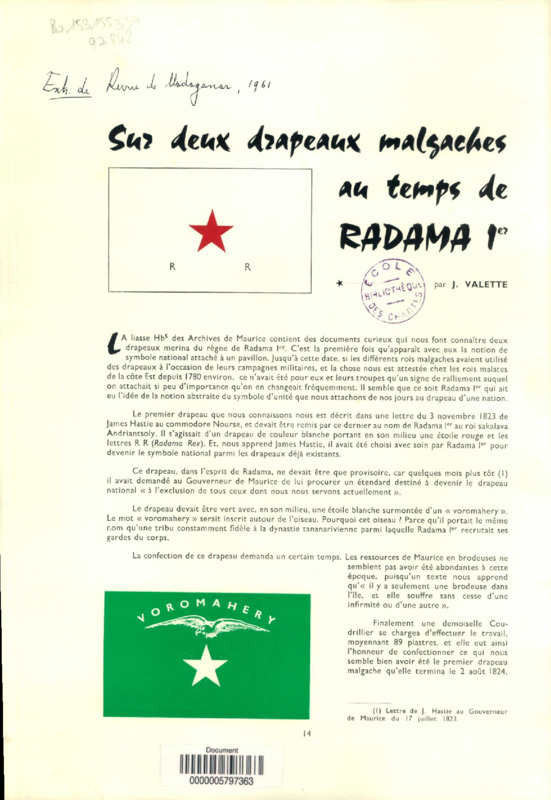 Rev 153/155339
92842
Exh. de Revue de Madagascar, 1961
Sur deux drapeaux malgaches
au temps de
RADAMA Ier
R R
★ par J. VALETTE
ÉCOLE
BIBLIOTHÈQUE
DES CHARTES
LA liasse Hb⁵ des Archives de Maurice contient des documents curieux qui nous font connaître deux
drapeaux merina du règne de Radama Ier. C'est la première fois qu'apparaît avec eux la notion de
symbole national attaché à un pavillon. Jusqu'à cette date, si les différents rois malgaches avaient utilisé
des drapeaux à l'occasion de leurs campagnes militaires, et la chose nous est attestée chez les rois malates
de la côte Est depuis 1780 environ, ce n'avait été pour eux et leurs troupes qu'un signe de ralliement auquel
on attachait si peu d'importance qu'on en changeait fréquemment. Il semble que ce soit Radama Ier qui ait
eu l'idée de la notion abstraite du symbole d'unité que nous attachons de nos jours au drapeau d'une nation.
Le premier drapeau que nous connaissons nous est décrit dans une lettre du 3 novembre 1823 de
James Hastie au commodore Nourse, et devait être remis par ce dernier au nom de Radama Ier au roi sakalava
Andriantsoly. Il s'agissait d'un drapeau de couleur blanche portant en son milieu une étoile rouge et les
lettres R R (Radama Rex). Et, nous apprend James Hastie, il avait été choisi avec soin par Radama Ier pour
devenir le symbole national parmi les drapeaux déjà existants.
Ce drapeau, dans l'esprit de Radama, ne devait être que provisoire, car quelques mois plus tôt (1)
il avait demandé au Gouverneur de Maurice de lui procurer un étendard destiné à devenir le drapeau
national « à l'exclusion de tous ceux dont nous nous servons actuellement ».
Le drapeau devait être vert avec, en son milieu, une étoile blanche surmontée d'un « voromahery ».
Le mot « voromahery » serait inscrit autour de l'oiseau. Pourquoi cet oiseau ? Parce qu'il portait le même
nom qu'une tribu constamment fidèle à la dynastie tananarivienne parmi laquelle Radama Ier recrutait ses
gardes du corps.
La confection de ce drapeau demanda un certain temps. Les ressources de Maurice en brodeuses ne
semblent pas avoir été abondantes à cette
époque, puisqu'un texte nous apprend
qu'« il y a seulement une brodeuse dans
l'île, et elle souffre sans cesse d'une
infirmité ou d'une autre ».
Finalement une demoiselle Cou-
drillier se chargea d'effectuer le travail,
moyennant 89 piastres, et elle eut ainsi
l'honneur de confectionner ce qui nous
semble bien avoir été le premier drapeau
malgache qu'elle termina le 2 août 1824.
VOROMAHERY
(1) Lettre de J. Hastie au Gouverneur
de Maurice du 17 juillet 1823.
14
Document
0000005797363